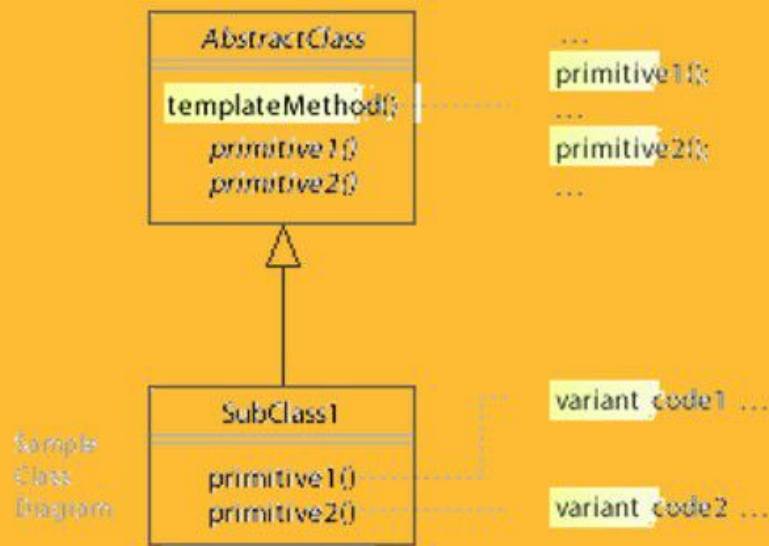 AbstractClass
templateMethod()
primitive1()
primitive2()
...
primitive1();
...
primitive2();
...
SubClass1
primitive1()
primitive2()
variant code1 ...
variant code2 ...
Sample
Class
Diagram